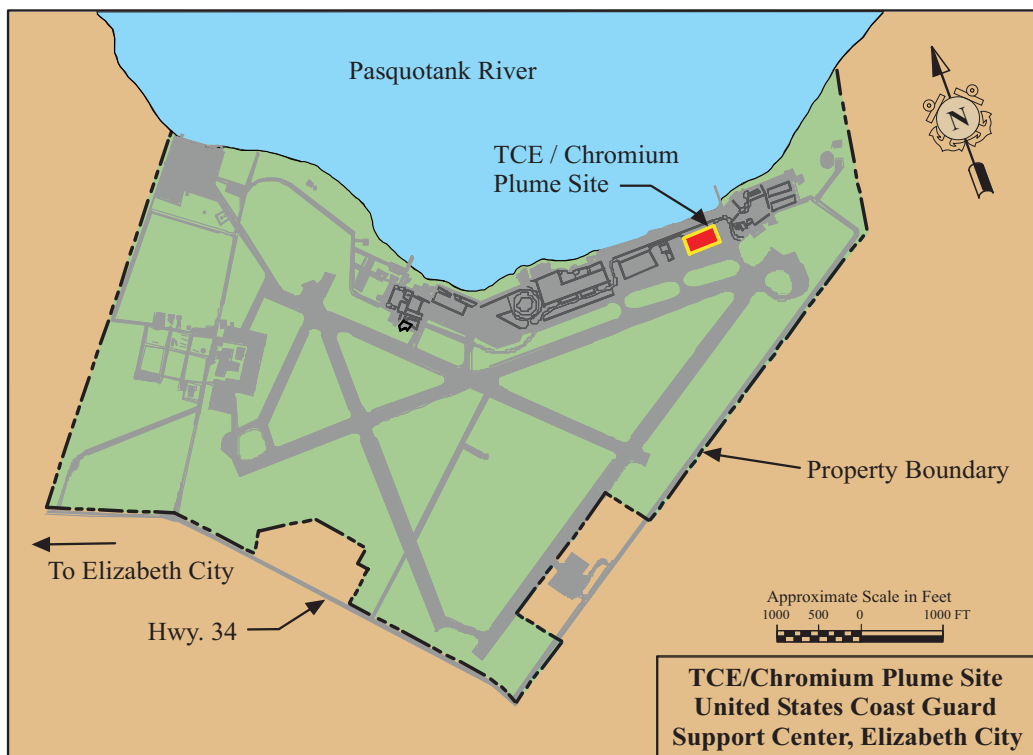 Pasquotank River
N
TCE / Chromium
Plume Site
Property Boundary
To Elizabeth City
Hwy. 34
Approximate Scale in Feet
1000 500 0 1000 FT
TCE/Chromium Plume Site
United States Coast Guard
Support Center, Elizabeth City